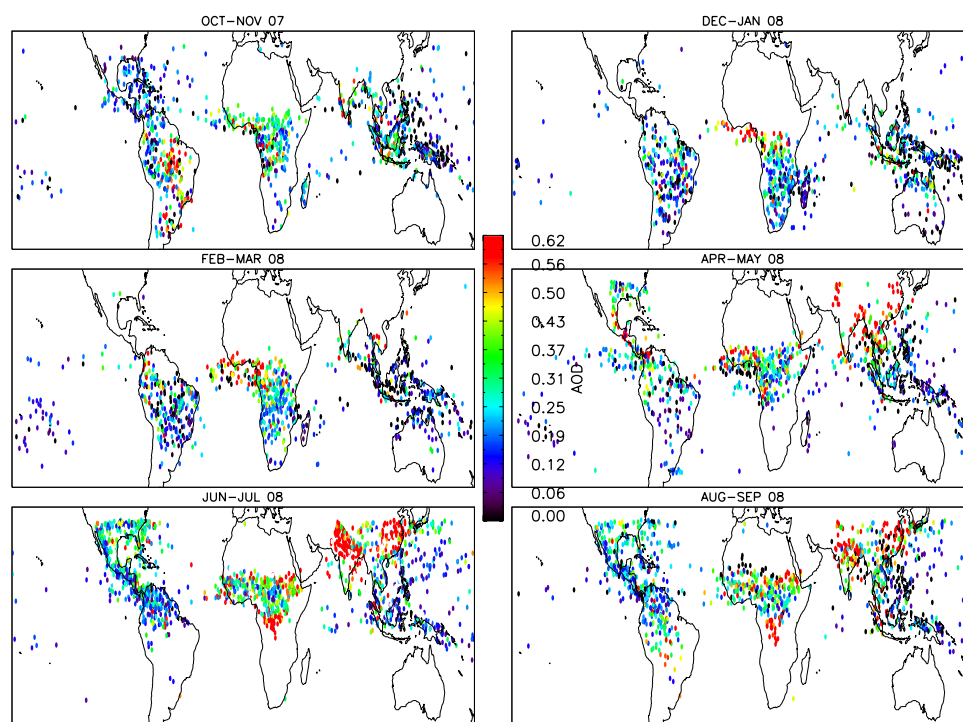 OCT-NOV 07
DEC-JAN 08
FEB-MAR 08
APR-MAY 08
0.62
0.56
0.50
0.43
0.37
0.31
0.25
0.19
0.12
0.06
0.00
AOD
JUN-JUL 08
AUG-SEP 08